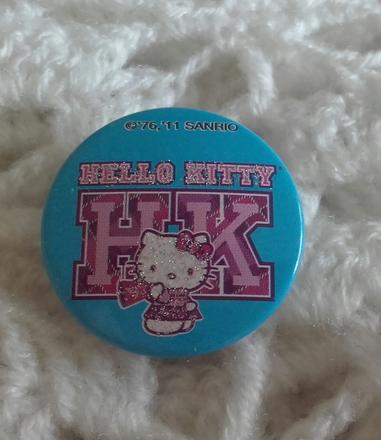 ©'76,'11 SANRIO
HELLO KITTY
HK